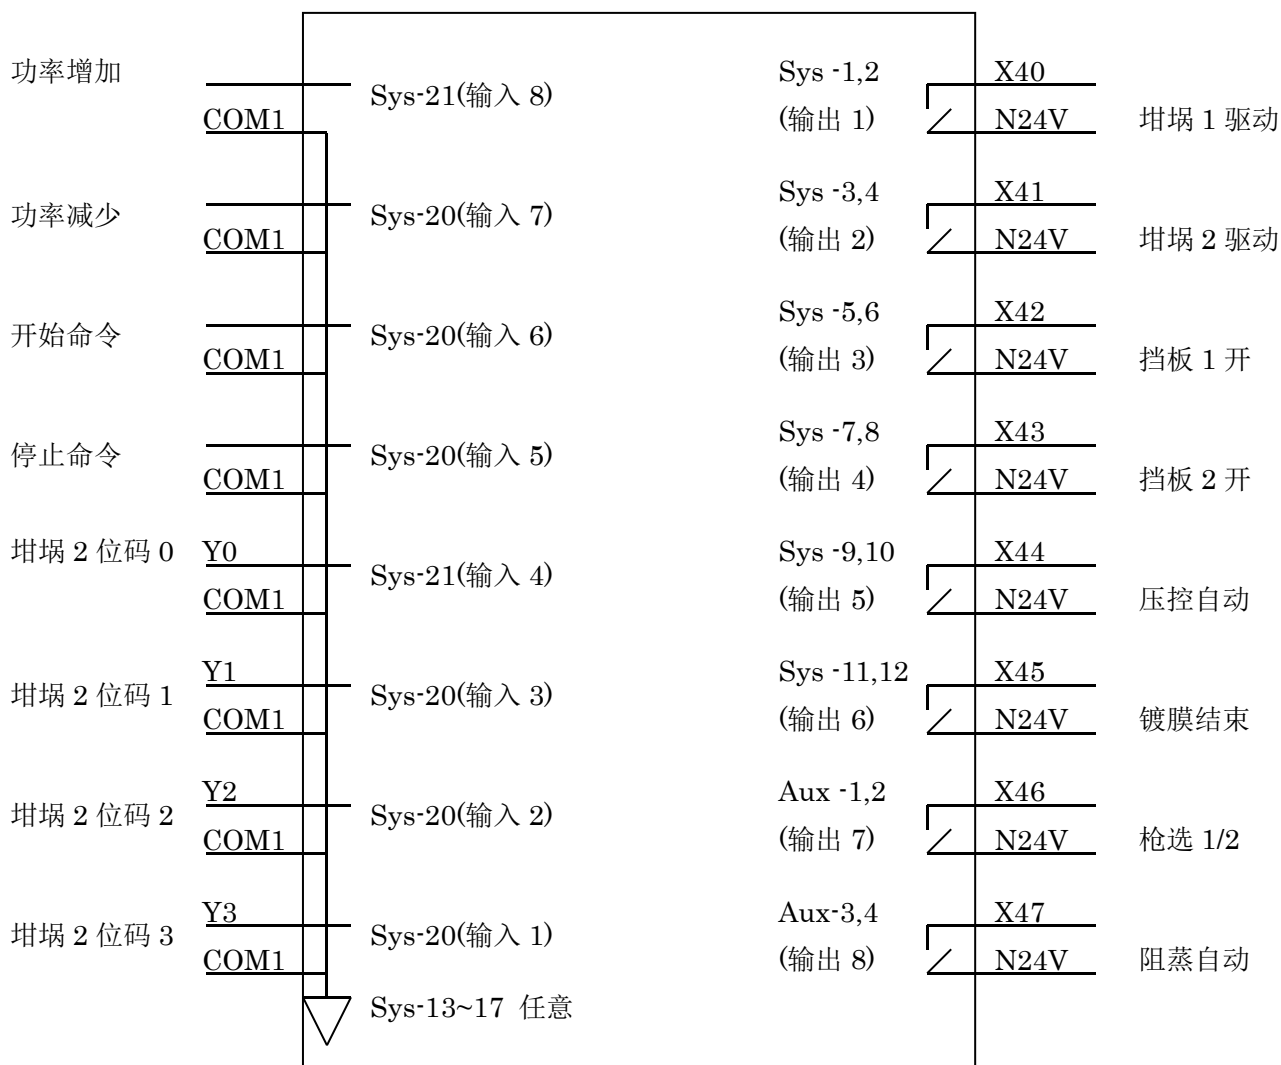 功率增加
COM1
Sys-21(输入 8)
Sys -1,2
(输出 1)
X40
N24V
坩埚 1 驱动
功率减少
COM1
Sys-20(输入 7)
Sys -3,4
(输出 2)
X41
N24V
坩埚 2 驱动
开始命令
COM1
Sys-20(输入 6)
Sys -5,6
(输出 3)
X42
N24V
挡板 1 开
停止命令
COM1
Sys-20(输入 5)
Sys -7,8
(输出 4)
X43
N24V
挡板 2 开
坩埚 2 位码 0
Y0
COM1
Sys-21(输入 4)
Sys -9,10
(输出 5)
X44
N24V
压控自动
坩埚 2 位码 1
Y1
COM1
Sys-20(输入 3)
Sys -11,12
(输出 6)
X45
N24V
镀膜结束
坩埚 2 位码 2
Y2
COM1
Sys-20(输入 2)
Aux -1,2
(输出 7)
X46
N24V
枪选 1/2
坩埚 2 位码 3
Y3
COM1
Sys-20(输入 1)
Aux-3,4
(输出 8)
X47
N24V
阻蒸自动
Sys-13~17 任意